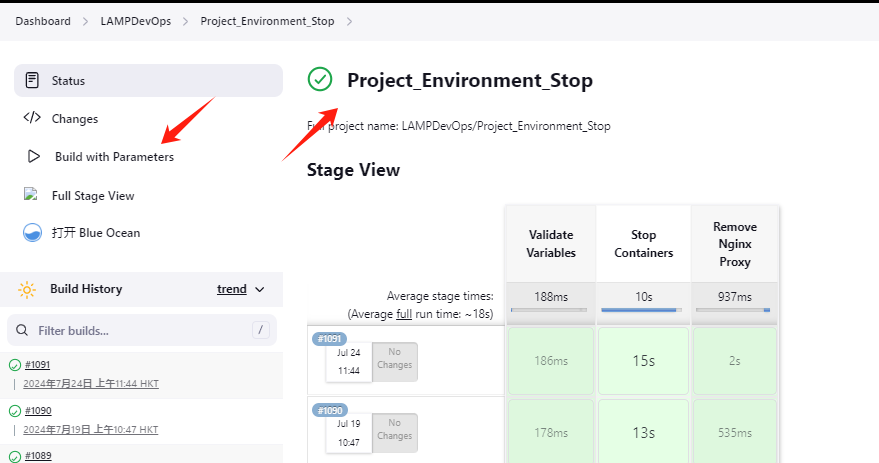 Dashboard
LAMPDevOps
Project_Environment_Stop
Status
Changes
Build with Parameters
Full Stage View
打开 Blue Ocean
Build History
trend
Filter builds...
/
#1091
2024年7月24日 上午11:44 HKT
#1090
2024年7月19日 上午10:47 HKT
#1089
Project_Environment_Stop
Full project name: LAMPDevOps/Project_Environment_Stop
Stage View
Validate
Variables
Stop
Containers
Remove
Nginx
Proxy
Average stage times:
(Average full run time: ~18s)
188ms
10s
937ms
#1091
Jul 24
11:44
No
Changes
186ms
15s
2s
#1090
Jul 19
10:47
No
Changes
178ms
13s
535ms